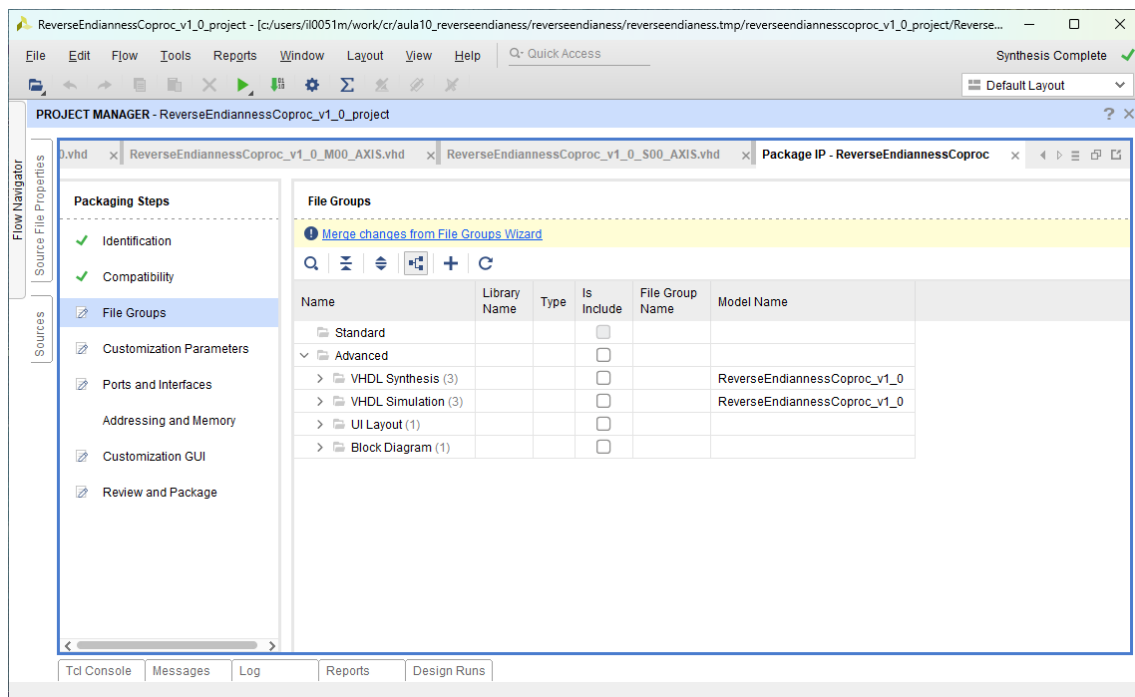 ReverseEndiannessCoproc_v1_0_project - [c:/users/il0051m/work/cr/aula10_reverseendianess/reverseendianess/reverseendianess.tmp/reverseendiannesscoproc_v1_0_project/Reverse...
File Edit Flow Tools Reports Window Layout View Help Quick Access Synthesis Complete
Default Layout
PROJECT MANAGER - ReverseEndiannessCoproc_v1_0_project
Flow Navigator
Source File Properties
Sources
0.vhd ReverseEndiannessCoproc_v1_0_M00_AXIS.vhd ReverseEndiannessCoproc_v1_0_S00_AXIS.vhd Package IP - ReverseEndiannessCoproc
Packaging Steps
Identification
Compatibility
File Groups
Customization Parameters
Ports and Interfaces
Addressing and Memory
Customization GUI
Review and Package
File Groups
Merge changes from File Groups Wizard
Name Library Name Type Is Include File Group Name Model Name
Standard
Advanced
VHDL Synthesis (3) ReverseEndiannessCoproc_v1_0
VHDL Simulation (3) ReverseEndiannessCoproc_v1_0
UI Layout (1)
Block Diagram (1)
Tcl Console Messages Log Reports Design Runs